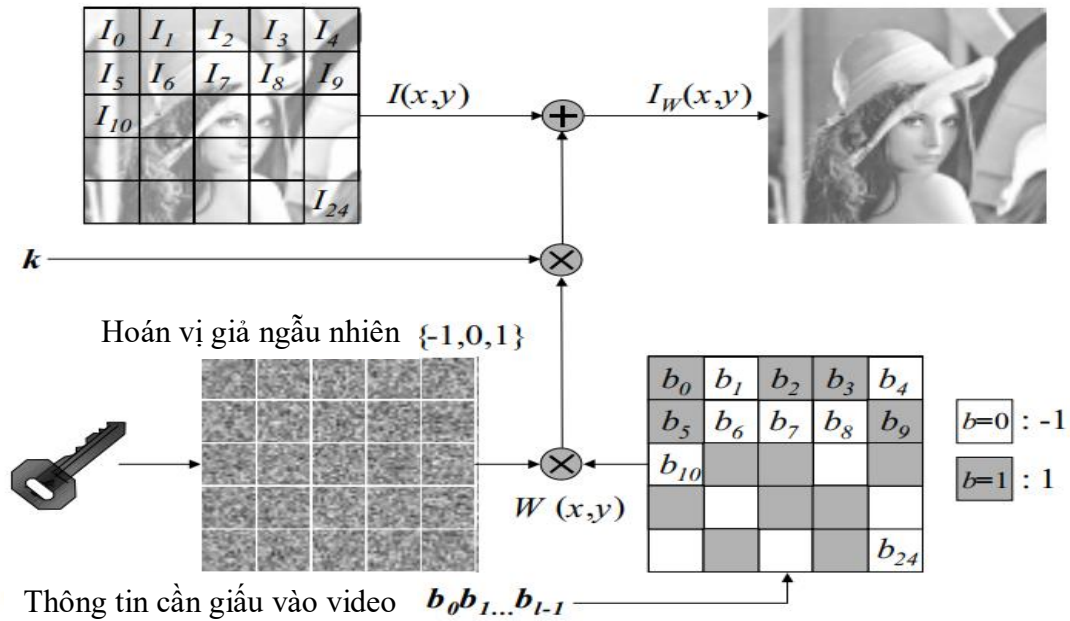 I0 I1 I2 I3 I4
I5 I6 I7 I8 I9
I10
I24
I(x,y)
IW(x,y)
k
Hoán vị giả ngẫu nhiên {-1,0,1}
b0 b1 b2 b3 b4
b5 b6 b7 b8 b9
b10
b24
b=0 : -1
b=1 : 1
W (x,y)
Thông tin cần giấu vào video b0b1...bl-1